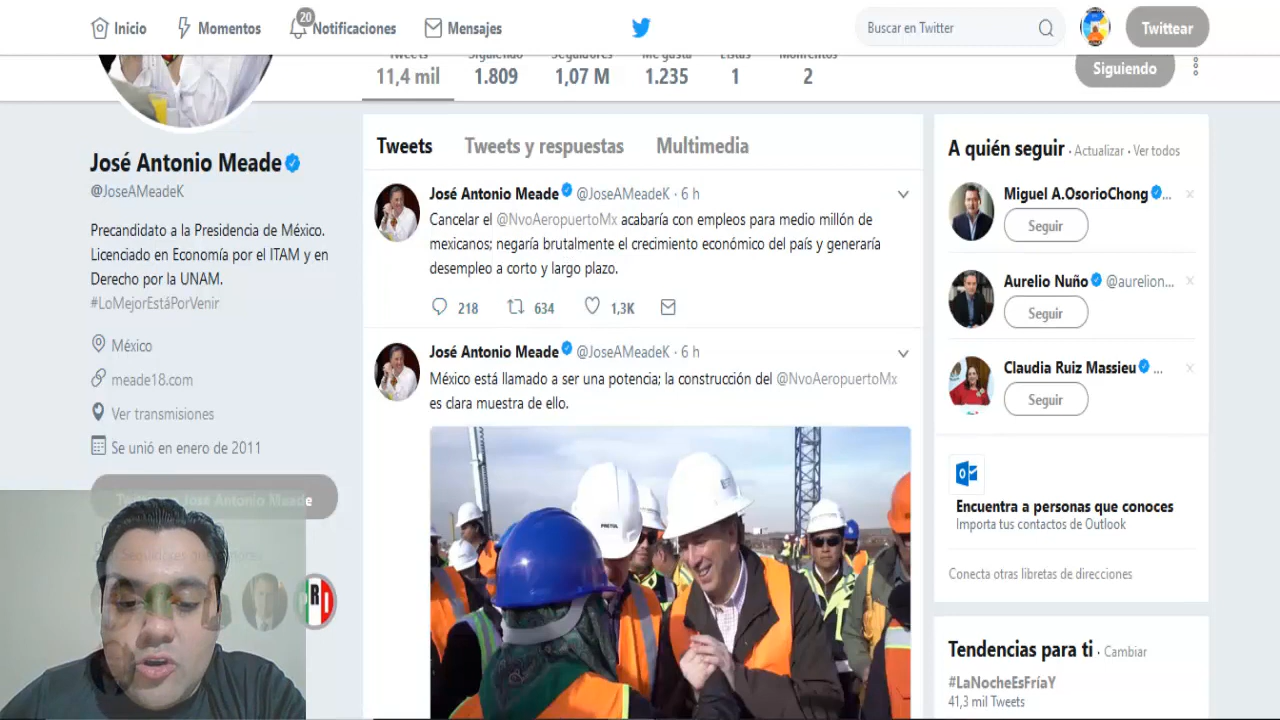 Inicio
Momentos
20
Notificaciones
Mensajes
Buscar en Twitter
Twittear
Tweets
Siguiendo
Seguidores
Me gusta
Listas
Momentos
11,4 mil
1.809
1,07 M
1.235
1
2
Siguiendo
José Antonio Meade
@JoseAMeadeK
Precandidato a la Presidencia de México.
Licenciado en Economía por el ITAM y en
Derecho por la UNAM.
#LoMejorEstáPorVenir
México
meade18.com
Ver transmisiones
Se unió en enero de 2011
José Antonio Meade
PRI
Tweets
Tweets y respuestas
Multimedia
José Antonio Meade @JoseAMeadeK · 6 h
Cancelar el @NvoAeropuertoMx acabaría con empleos para medio millón de
mexicanos; negaría brutalmente el crecimiento económico del país y generaría
desempleo a corto y largo plazo.
218
634
1,3K
José Antonio Meade @JoseAMeadeK · 6 h
México está llamado a ser una potencia; la construcción del @NvoAeropuertoMx
es clara muestra de ello.
A quién seguir · Actualizar · Ver todos
Miguel A.OsorioChong ...
Seguir
Aurelio Nuño @aurelion...
Seguir
Claudia Ruiz Massieu ...
Seguir
Encuentra a personas que conoces
Importa tus contactos de Outlook
Conecta otras libretas de direcciones
Tendencias para ti · Cambiar
#LaNocheEsFríaY
41,3 mil Tweets